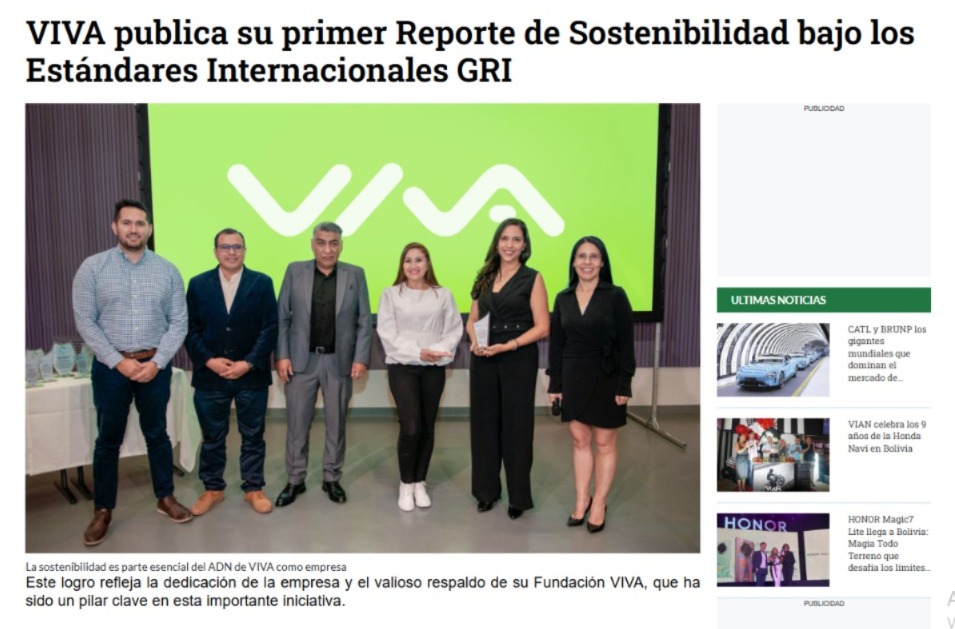 VIVA publica su primer Reporte de Sostenibilidad bajo los
Estándares Internacionales GRI
VIVA
La sostenibilidad es parte esencial del ADN de VIVA como empresa
Este logro refleja la dedicación de la empresa y el valioso respaldo de su Fundación VIVA, que ha
sido un pilar clave en esta importante iniciativa.
PUBLICIDAD
ULTIMAS NOTICIAS
CATL y BRUNP los
gigantes
mundiales que
dominan el
mercado de...
VIAN celebra los 9
años de la Honda
Navi en Bolivia
HONOR
HONOR Magic7
Lite llega a Bolivia:
Magia Todo
Terreno que
desafía los límites...
PUBLICIDAD